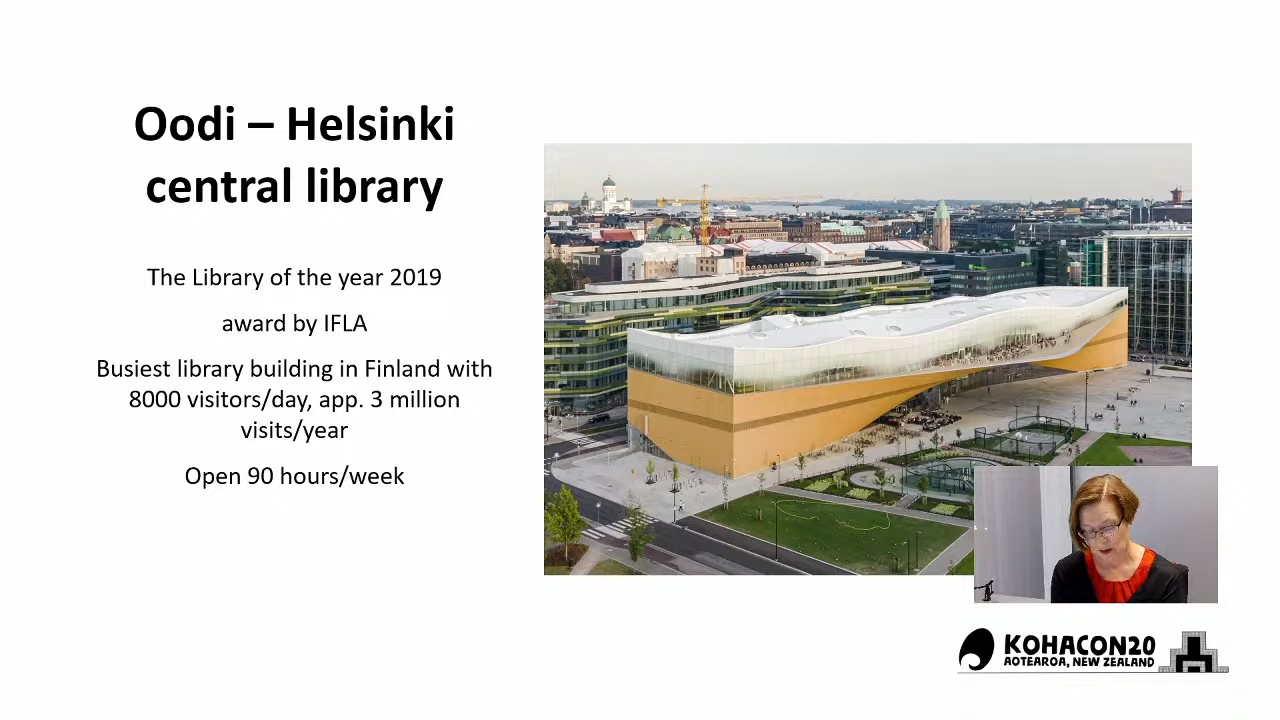 Oodi – Helsinki
central library
The Library of the year 2019
award by IFLA
Busiest library building in Finland with
8000 visitors/day, app. 3 million
visits/year
Open 90 hours/week
KOHACON20
AOTEAROA, NEW ZEALAND